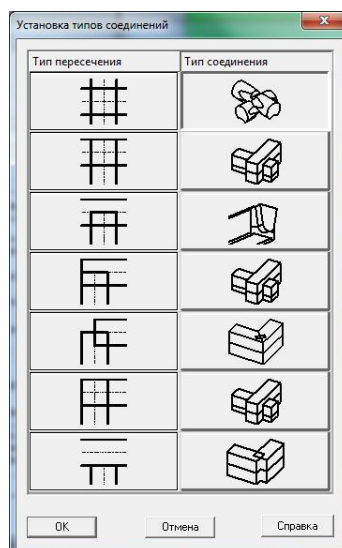 Установка типов соединений
Тип пересечения Тип соединения
OK Отмена Справка